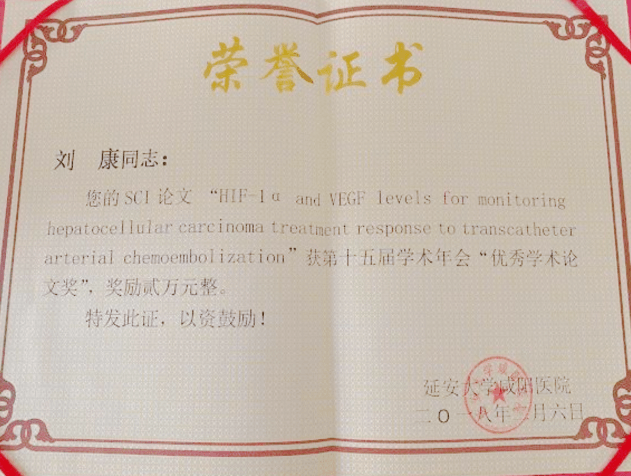 荣誉证书
刘 康同志：
您的SCI论文 “HIF-1α and VEGF levels for monitoring
hepatocellular carcinoma treatment response to transcatheter
arterial chemoembolization”获第十五届学术年会“优秀学术论
文奖”，奖励贰万元整。
特发此证，以资鼓励！
延安大学咸阳医院
二〇一八年 月六日